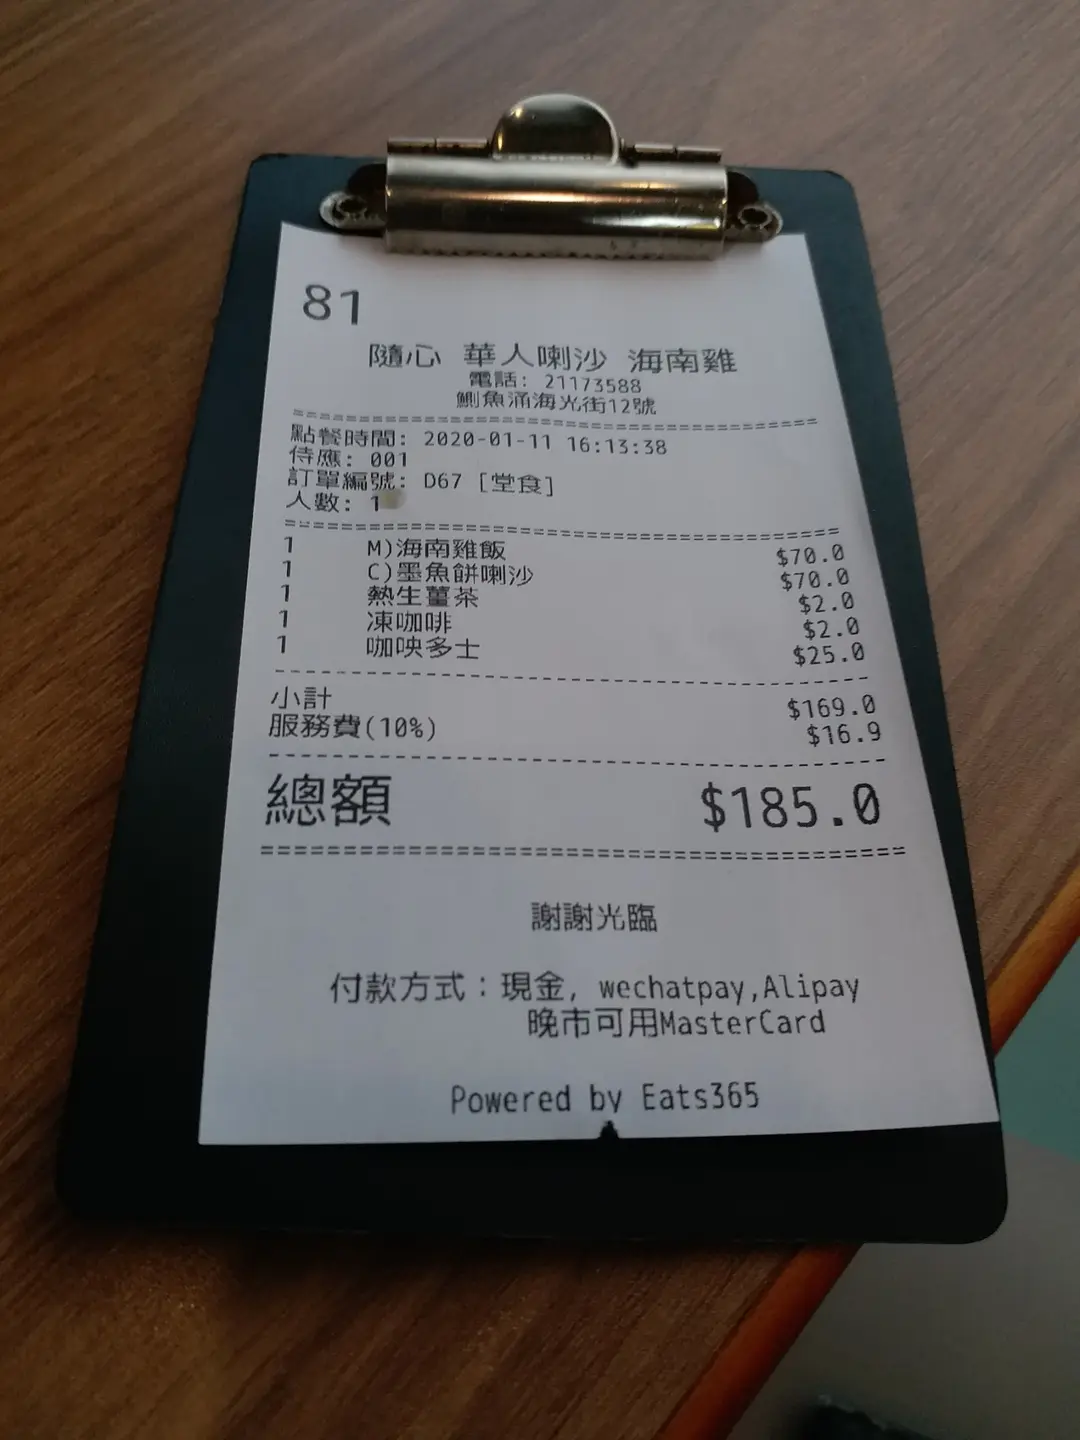 81
隨心 華人喇沙 海南雞
電話: 21173588
鰂魚涌海光街12號
點餐時間: 2020-01-11 16:13:38
侍應: 001
訂單編號: D67 [堂食]
人數: 1
1 M)海南雞飯 $70.0
1 C)墨魚餅喇沙 $70.0
1 熱生薑茶 $2.0
1 凍咖啡 $2.0
1 咖央多士 $25.0
小計 $169.0
服務費(10%) $16.9
總額 $185.0
謝謝光臨
付款方式：現金, wechatpay,Alipay
晚市可用MasterCard
Powered by Eats365